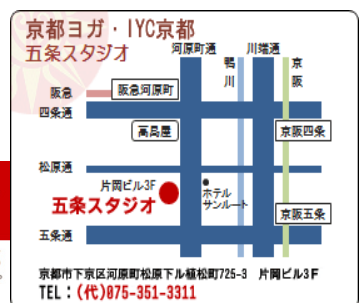 京都ヨガ・IYC京都
五条スタジオ
河原町通
鴨川
川端通
京阪
阪急
阪急河原町
四条通
高島屋
京阪四条
松原通
片岡ビル3F
五条スタジオ
ホテル
サンルート
京阪五条
五条通
京都市下京区河原町松原下ル植松町725-3 片岡ビル3F
TEL：(代)075-351-3311